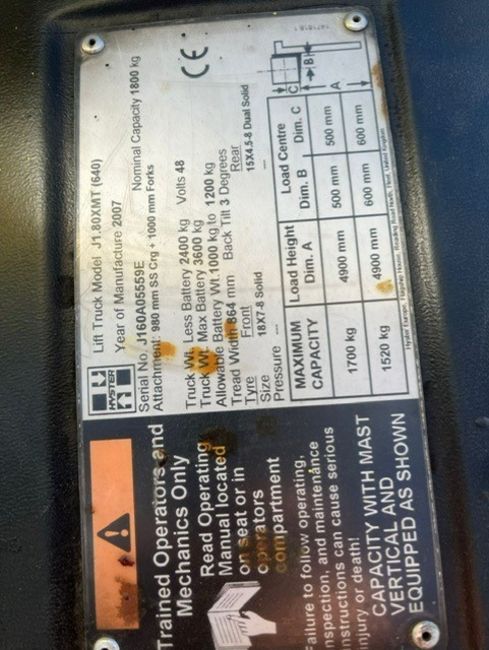 HYSTER
Lift Truck Model J1.80XMT (640)
Year of Manufacture 2007 Nominal Capacity 1800 kg
CE
Serial No. J160A05559E
Attachment: 980 mm SS Crg + 1000 mm Forks
Truck Wt. Less Battery 2400 kg Volts 48
Truck Wt. Max Battery 3600 kg
Allowable Battery Wt. 1000 kg to 1200 kg
Tread Width 864 mm Back Tilt 3 Degrees
Tyre Front Rear
Size 18X7-8 Solid 15X4.5-8 Dual Solid
Pressure --- ---
MAXIMUM CAPACITY Load Height Dim. A Load Centre Dim. B Dim. C
1700 kg 4900 mm 500 mm 500 mm
1520 kg 4900 mm 600 mm 600 mm
B
C
A
Trained Operators and
Mechanics Only
Read Operating
Manual located
on seat or in
operators
compartment
Failure to follow operating,
inspection, and maintenance
instructions can cause serious
injury or death!
CAPACITY WITH MAST
VERTICAL AND
EQUIPPED AS SHOWN